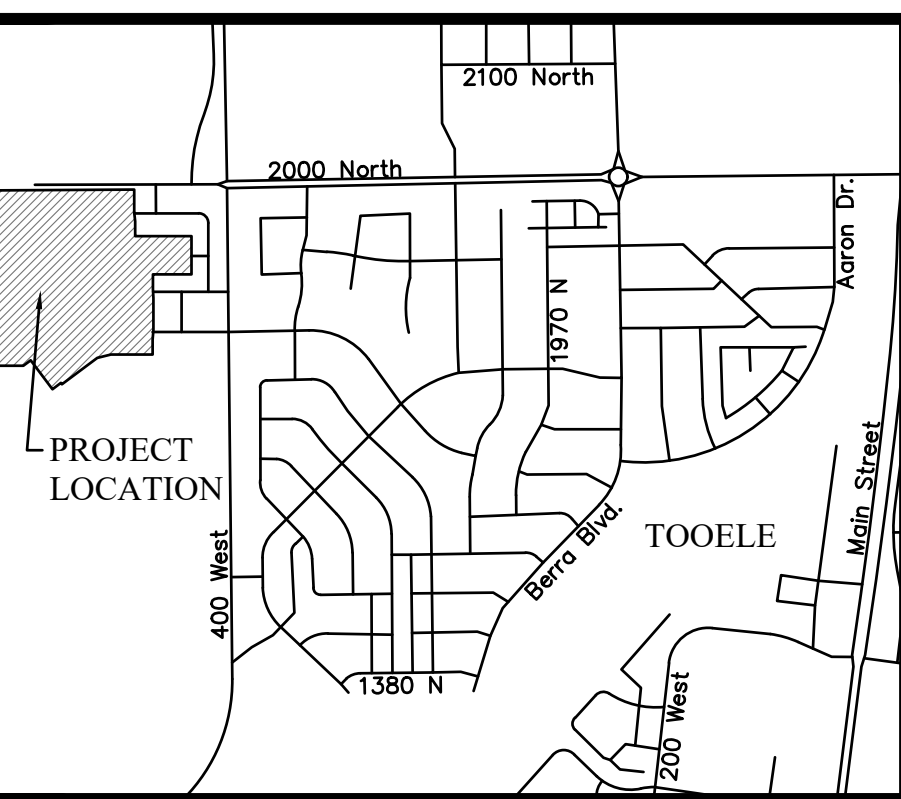 2100 North
2000 North
Aaron Dr.
1970 N
PROJECT
LOCATION
Main Street
Berra Blvd.
TOOELE
400 West
1380 N
200 West